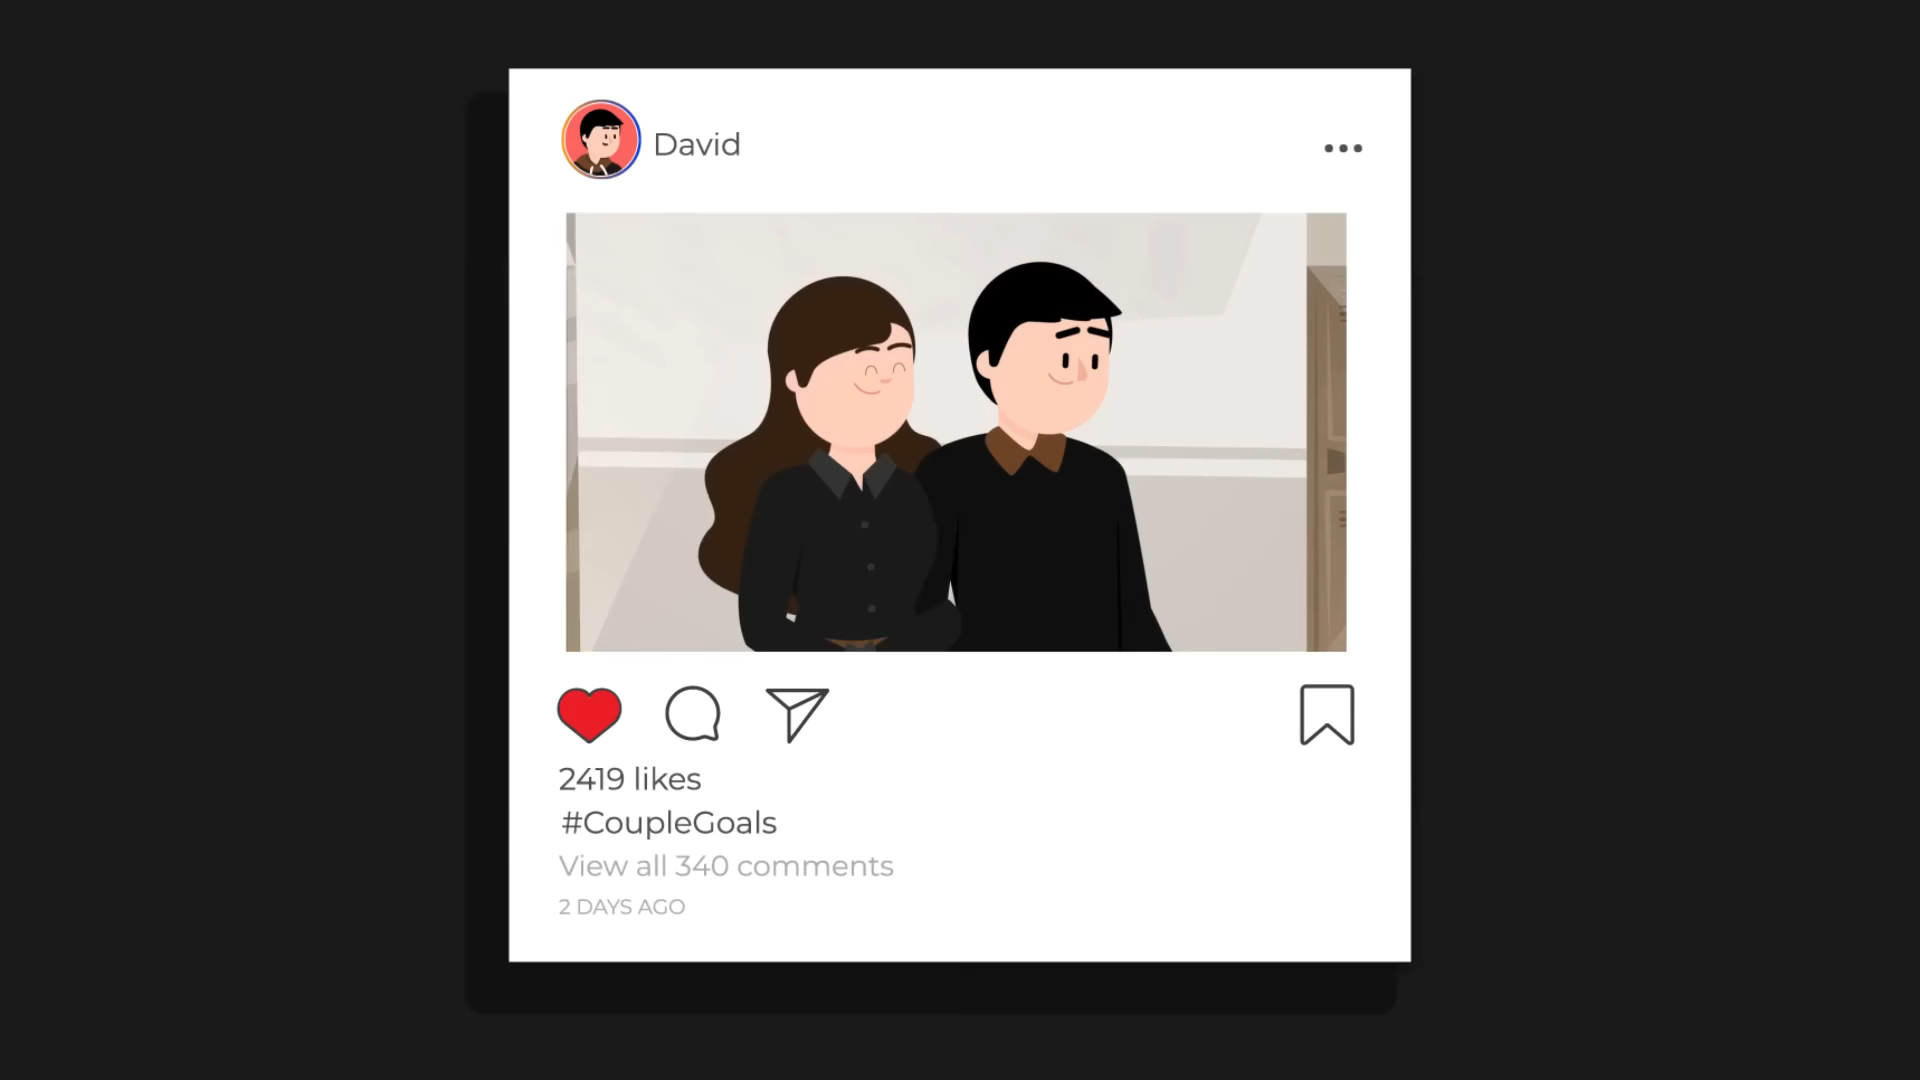 David
2419 likes
#CoupleGoals
View all 340 comments
2 DAYS AGO